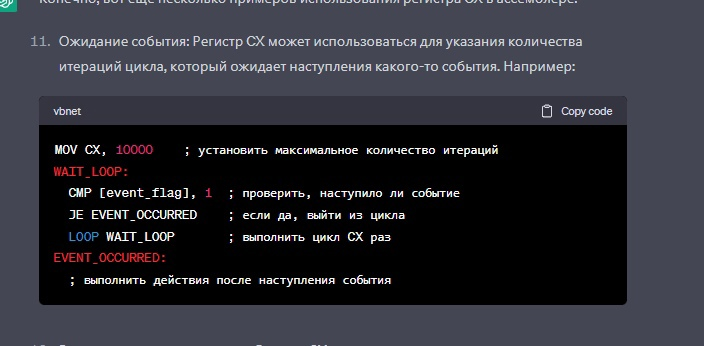 Конечно, вот еще несколько примеров использования регистра CX в ассемблере:
11. Ожидание события: Регистр CX может использоваться для указания количества
итераций цикла, который ожидает наступления какого-то события. Например:
vbnet Copy code
MOV CX, 10000 ; установить максимальное количество итераций
WAIT_LOOP:
CMP [event_flag], 1 ; проверить, наступило ли событие
JE EVENT_OCCURRED ; если да, выйти из цикла
LOOP WAIT_LOOP ; выполнить цикл CX раз
EVENT_OCCURRED:
; выполнить действия после наступления события